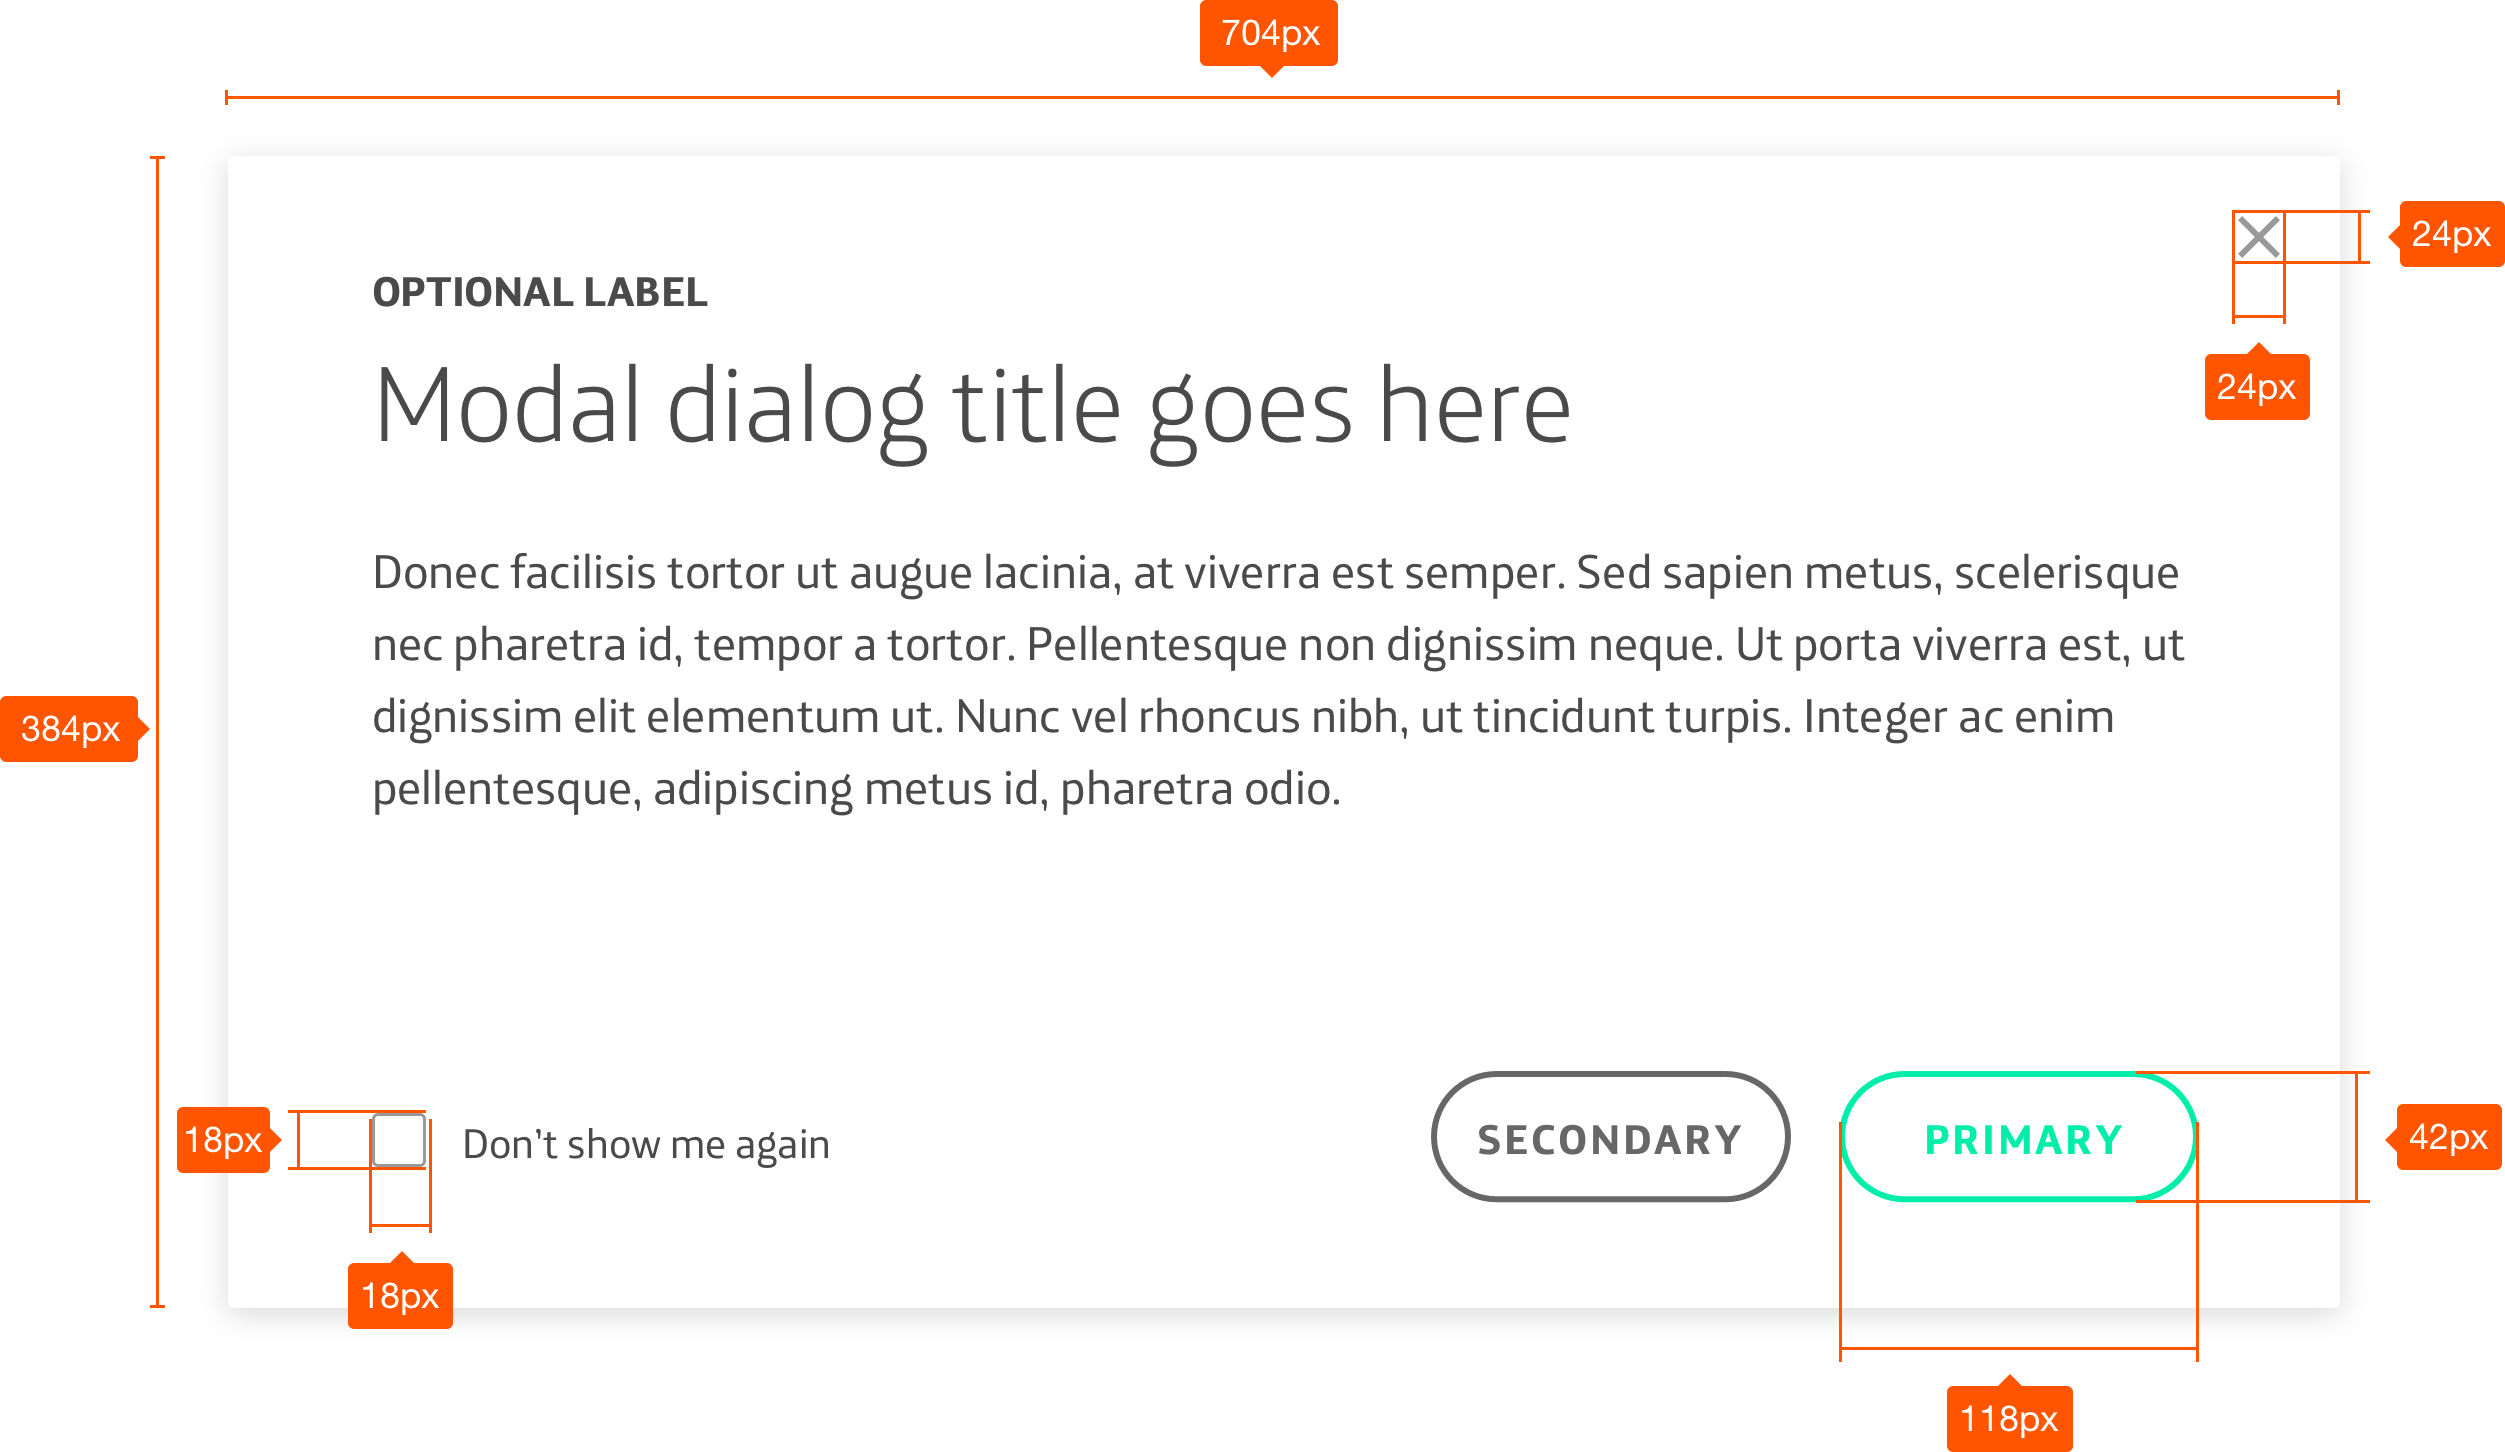 704px
24px
OPTIONAL LABEL
24px
Modal dialog title goes here
Donec facilisis tortor ut augue lacinia, at viverra est semper. Sed sapien metus, scelerisque
nec pharetra id, tempor a tortor. Pellentesque non dignissim neque. Ut porta viverra est, ut
dignissim elit elementum ut. Nunc vel rhoncus nibh, ut tincidunt turpis. Integer ac enim
384px
pellentesque, adipiscing metus id, pharetra odio.
18px
Don't show me again
SECONDARY
PRIMARY
42px
18px
118px